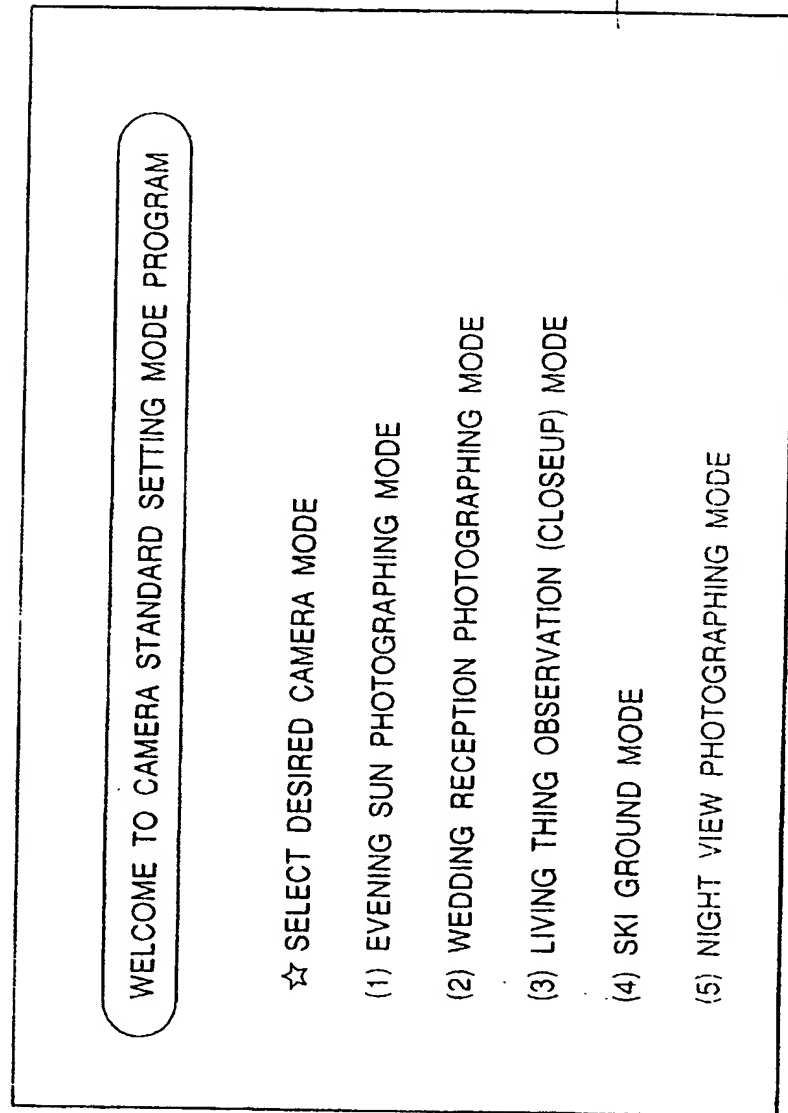 WELCOME TO CAMERA STANDARD SETTING MODE PROGRAM
☆ SELECT DESIRED CAMERA MODE
(1) EVENING SUN PHOTOGRAPHING MODE
(2) WEDDING RECEPTION PHOTOGRAPHING MODE
(3) LIVING THING OBSERVATION (CLOSEUP) MODE
(4) SKI GROUND MODE
(5) NIGHT VIEW PHOTOGRAPHING MODE